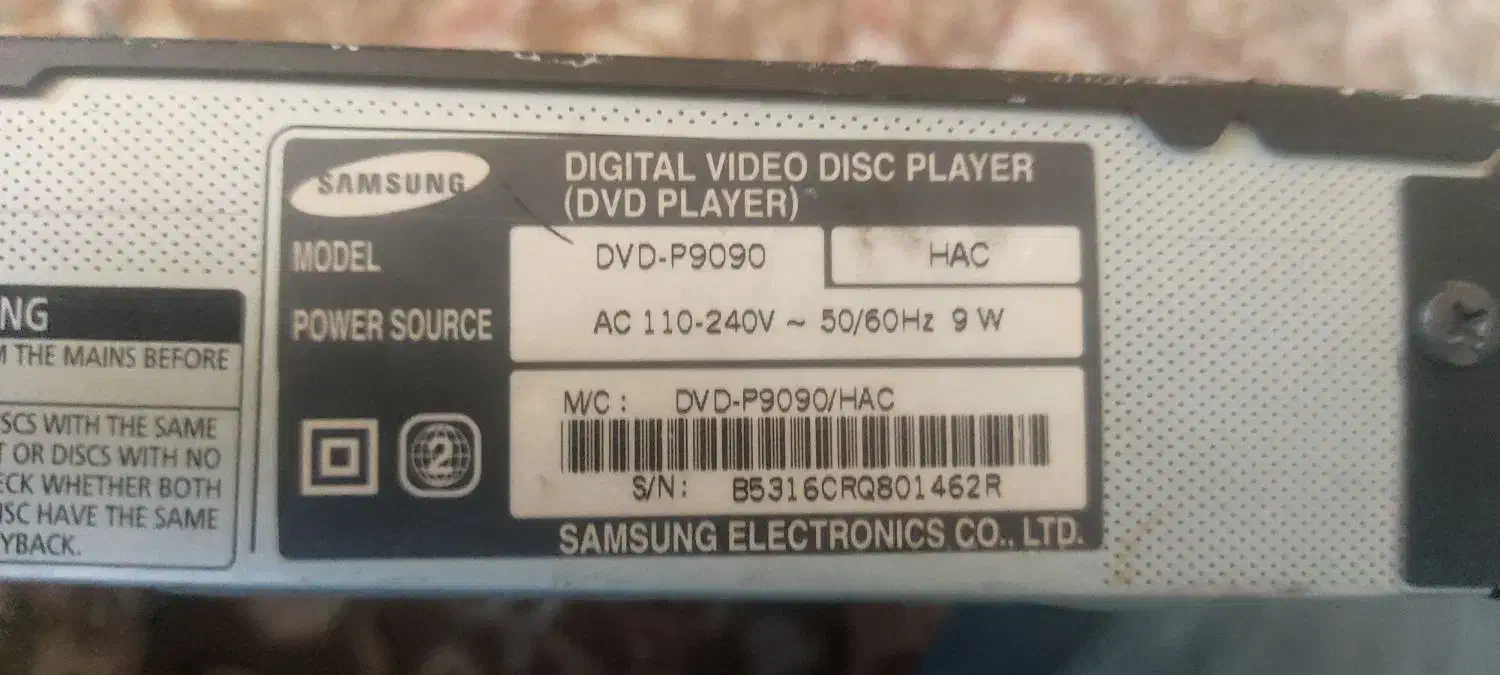 NG
M THE MAINS BEFORE
SCS WITH THE SAME
T OR DISCS WITH NO
ECK WHETHER BOTH
ISC HAVE THE SAME
YBACK.
SAMSUNG
DIGITAL VIDEO DISC PLAYER
(DVD PLAYER)
MODEL DVD-P9090 HAC
POWER SOURCE AC 110-240V ~ 50/60Hz 9 W
2
M/C : DVD-P9090/HAC
S/N : B5316CRQ801462R
SAMSUNG ELECTRONICS CO., LTD.